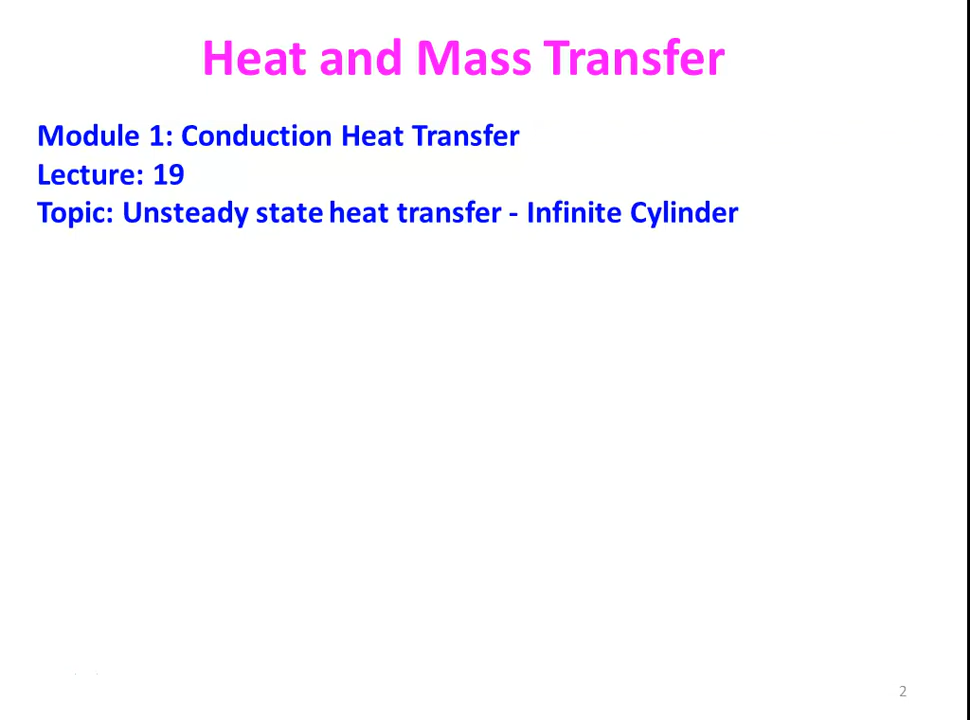 Heat and Mass Transfer
Module 1: Conduction Heat Transfer
Lecture: 19
Topic: Unsteady state heat transfer - Infinite Cylinder
2